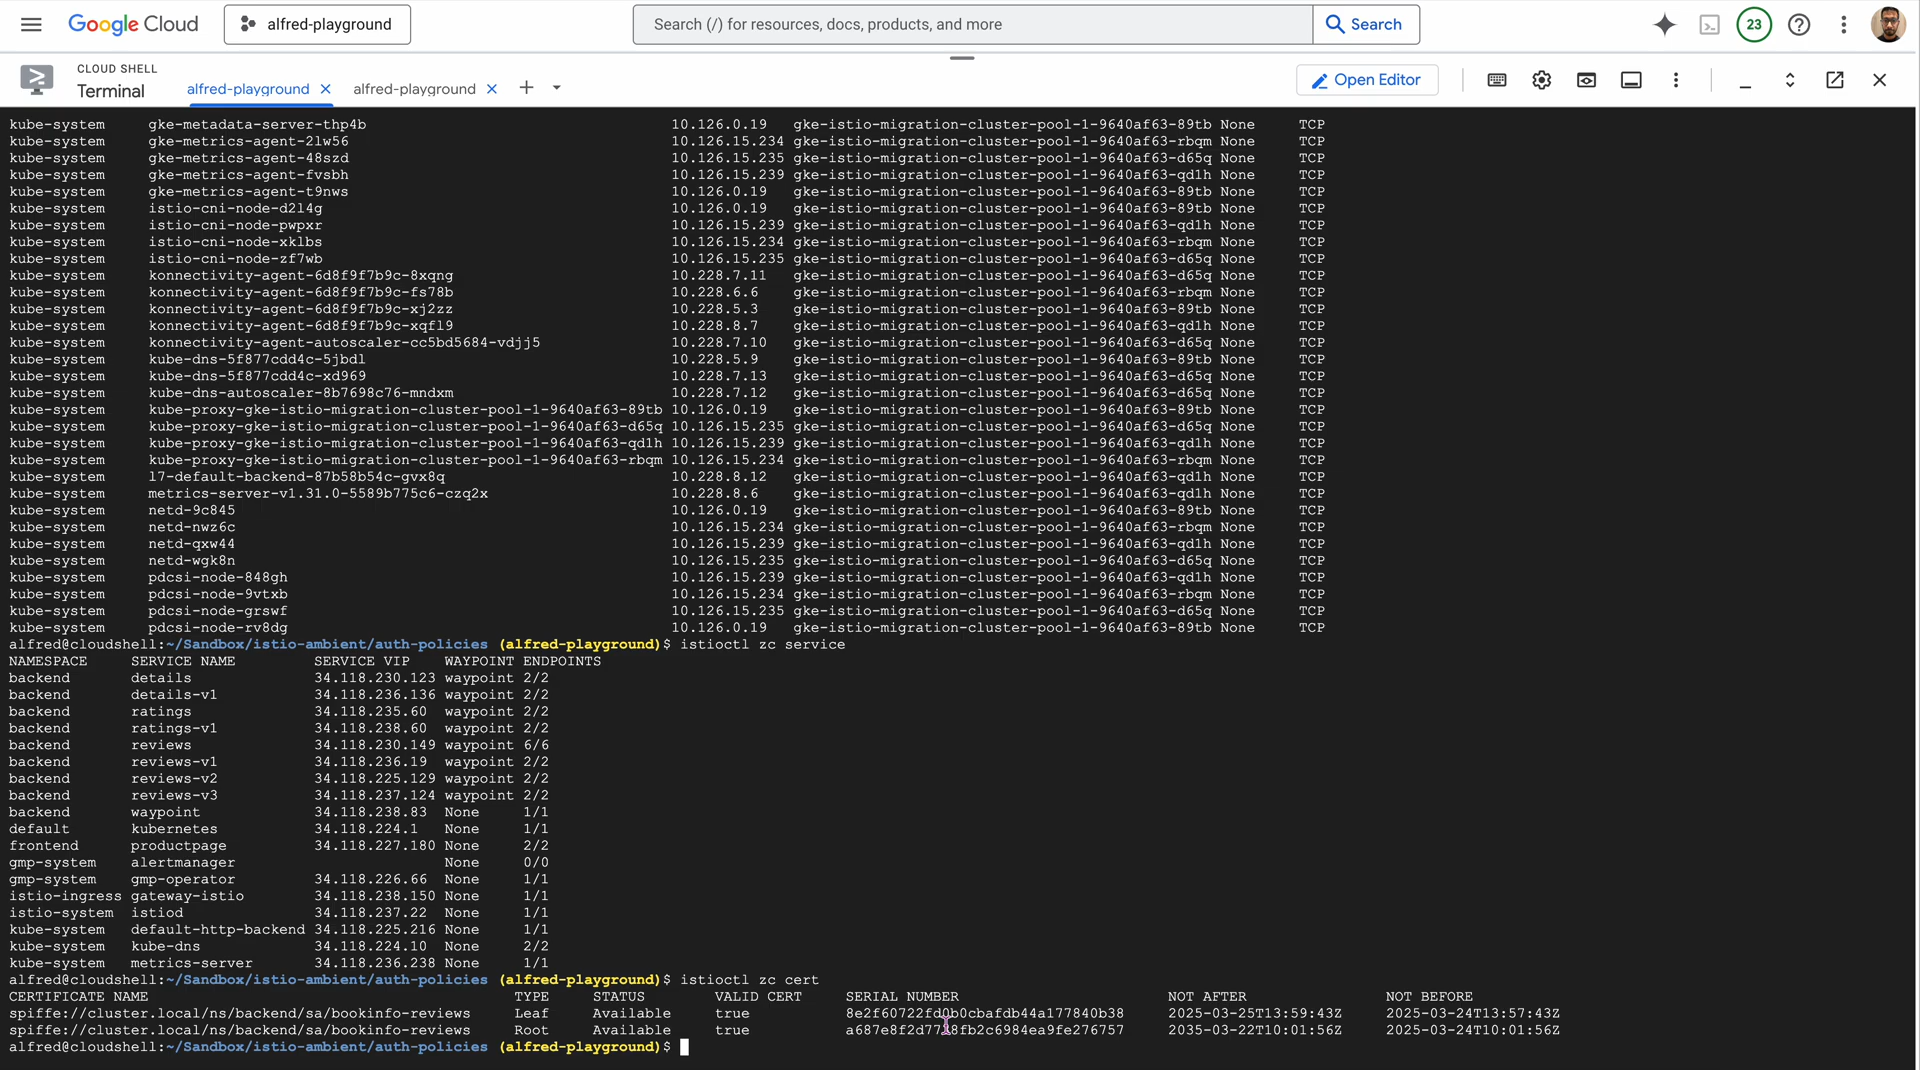 Google Cloud
alfred-playground
Search (/) for resources, docs, products, and more
Search
23
CLOUD SHELL
Terminal
alfred-playground
alfred-playground
Open Editor
kube-system gke-metadata-server-thp4b 10.126.0.19 gke-istio-migration-cluster-pool-1-9640af63-89tb None TCP
kube-system gke-metrics-agent-2lw56 10.126.15.234 gke-istio-migration-cluster-pool-1-9640af63-rbqm None TCP
kube-system gke-metrics-agent-48szd 10.126.15.235 gke-istio-migration-cluster-pool-1-9640af63-d65q None TCP
kube-system gke-metrics-agent-fvsbh 10.126.15.239 gke-istio-migration-cluster-pool-1-9640af63-qd1h None TCP
kube-system gke-metrics-agent-t9nws 10.126.0.19 gke-istio-migration-cluster-pool-1-9640af63-89tb None TCP
kube-system istio-cni-node-d2l4g 10.126.0.19 gke-istio-migration-cluster-pool-1-9640af63-89tb None TCP
kube-system istio-cni-node-pwpxr 10.126.15.239 gke-istio-migration-cluster-pool-1-9640af63-qd1h None TCP
kube-system istio-cni-node-xklbs 10.126.15.234 gke-istio-migration-cluster-pool-1-9640af63-rbqm None TCP
kube-system istio-cni-node-zf7wb 10.126.15.235 gke-istio-migration-cluster-pool-1-9640af63-d65q None TCP
kube-system konnectivity-agent-6d8f9f7b9c-8xqng 10.228.7.11 gke-istio-migration-cluster-pool-1-9640af63-d65q None TCP
kube-system konnectivity-agent-6d8f9f7b9c-fs78b 10.228.6.6 gke-istio-migration-cluster-pool-1-9640af63-rbqm None TCP
kube-system konnectivity-agent-6d8f9f7b9c-xj2zz 10.228.5.3 gke-istio-migration-cluster-pool-1-9640af63-89tb None TCP
kube-system konnectivity-agent-6d8f9f7b9c-xqfl9 10.228.8.7 gke-istio-migration-cluster-pool-1-9640af63-qd1h None TCP
kube-system konnectivity-agent-autoscaler-cc5bd5684-vdjj5 10.228.7.10 gke-istio-migration-cluster-pool-1-9640af63-d65q None TCP
kube-system kube-dns-5f877cdd4c-5jbdl 10.228.5.9 gke-istio-migration-cluster-pool-1-9640af63-89tb None TCP
kube-system kube-dns-5f877cdd4c-xd969 10.228.7.13 gke-istio-migration-cluster-pool-1-9640af63-d65q None TCP
kube-system kube-dns-autoscaler-8b7698c76-mndxm 10.228.7.12 gke-istio-migration-cluster-pool-1-9640af63-d65q None TCP
kube-system kube-proxy-gke-istio-migration-cluster-pool-1-9640af63-89tb 10.126.0.19 gke-istio-migration-cluster-pool-1-9640af63-89tb None TCP
kube-system kube-proxy-gke-istio-migration-cluster-pool-1-9640af63-d65q 10.126.15.235 gke-istio-migration-cluster-pool-1-9640af63-d65q None TCP
kube-system kube-proxy-gke-istio-migration-cluster-pool-1-9640af63-qd1h 10.126.15.239 gke-istio-migration-cluster-pool-1-9640af63-qd1h None TCP
kube-system kube-proxy-gke-istio-migration-cluster-pool-1-9640af63-rbqm 10.126.15.234 gke-istio-migration-cluster-pool-1-9640af63-rbqm None TCP
kube-system l7-default-backend-87b58b54c-gvx8q 10.228.8.12 gke-istio-migration-cluster-pool-1-9640af63-qd1h None TCP
kube-system metrics-server-v1.31.0-5589b775c6-czq2x 10.228.8.6 gke-istio-migration-cluster-pool-1-9640af63-qd1h None TCP
kube-system netd-9c845 10.126.0.19 gke-istio-migration-cluster-pool-1-9640af63-89tb None TCP
kube-system netd-nwz6c 10.126.15.234 gke-istio-migration-cluster-pool-1-9640af63-rbqm None TCP
kube-system netd-qxw44 10.126.15.239 gke-istio-migration-cluster-pool-1-9640af63-qd1h None TCP
kube-system netd-wgk8n 10.126.15.235 gke-istio-migration-cluster-pool-1-9640af63-d65q None TCP
kube-system pdcsi-node-848gh 10.126.15.239 gke-istio-migration-cluster-pool-1-9640af63-qd1h None TCP
kube-system pdcsi-node-9vtxb 10.126.15.234 gke-istio-migration-cluster-pool-1-9640af63-rbqm None TCP
kube-system pdcsi-node-grswf 10.126.15.235 gke-istio-migration-cluster-pool-1-9640af63-d65q None TCP
kube-system pdcsi-node-rv8dg 10.126.0.19 gke-istio-migration-cluster-pool-1-9640af63-89tb None TCP
alfred@cloudshell:~/Sandbox/istio-ambient/auth-policies (alfred-playground)$ istioctl zc service
NAMESPACE SERVICE NAME SERVICE VIP WAYPOINT ENDPOINTS
backend details 34.118.230.123 waypoint 2/2
backend details-v1 34.118.236.136 waypoint 2/2
backend ratings 34.118.235.60 waypoint 2/2
backend ratings-v1 34.118.238.60 waypoint 2/2
backend reviews 34.118.230.149 waypoint 6/6
backend reviews-v1 34.118.236.19 waypoint 2/2
backend reviews-v2 34.118.225.129 waypoint 2/2
backend reviews-v3 34.118.237.124 waypoint 2/2
backend waypoint 34.118.238.83 None 1/1
default kubernetes 34.118.224.1 None 1/1
frontend productpage 34.118.227.180 None 2/2
gmp-system alertmanager None 0/0
gmp-system gmp-operator 34.118.226.66 None 1/1
istio-ingress gateway-istio 34.118.238.150 None 1/1
istio-system istiod 34.118.237.22 None 1/1
kube-system default-http-backend 34.118.225.216 None 1/1
kube-system kube-dns 34.118.224.10 None 2/2
kube-system metrics-server 34.118.236.238 None 1/1
alfred@cloudshell:~/Sandbox/istio-ambient/auth-policies (alfred-playground)$ istioctl zc cert
CERTIFICATE NAME TYPE STATUS VALID CERT SERIAL NUMBER NOT AFTER NOT BEFORE
spiffe://cluster.local/ns/backend/sa/bookinfo-reviews Leaf Available true 8e2f60722fd0b0cbafdb44a177840b38 2025-03-25T13:59:43Z 2025-03-24T13:57:43Z
spiffe://cluster.local/ns/backend/sa/bookinfo-reviews Root Available true 2035-03-22T10:01:56Z 2025-03-24T10:01:56Z
alfred@cloudshell:~/Sandbox/istio-ambient/auth-policies (alfred-playground)$